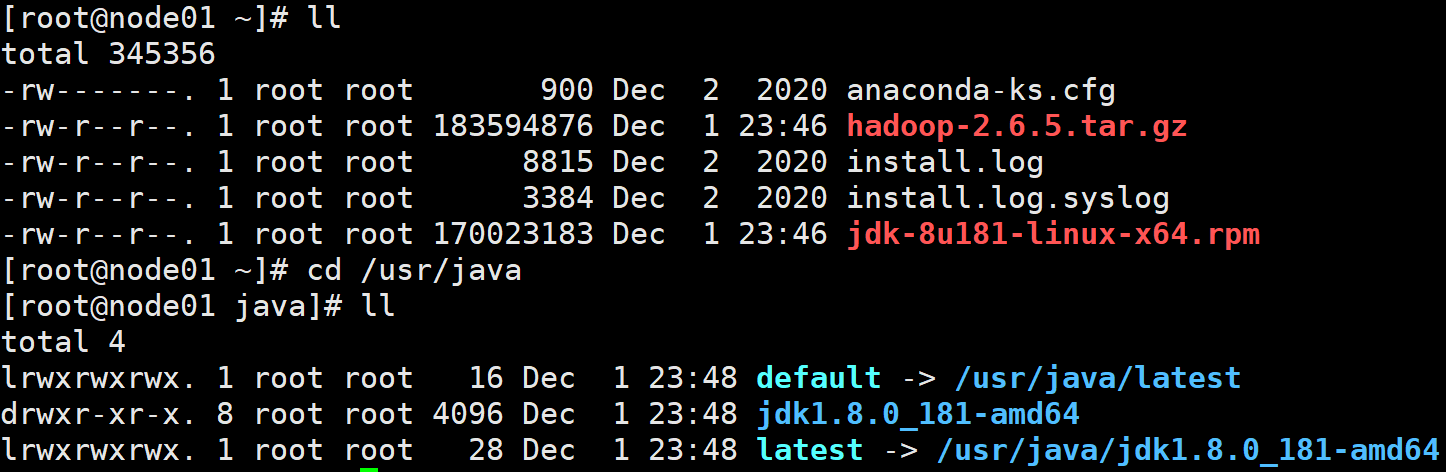 [root@node01 ~]# ll
total 345356
-rw-------. 1 root root       900 Dec  2  2020 anaconda-ks.cfg
-rw-r--r--. 1 root root 183594876 Dec  1 23:46 hadoop-2.6.5.tar.gz
-rw-r--r--. 1 root root      8815 Dec  2  2020 install.log
-rw-r--r--. 1 root root      3384 Dec  2  2020 install.log.syslog
-rw-r--r--. 1 root root 170023183 Dec  1 23:46 jdk-8u181-linux-x64.rpm
[root@node01 ~]# cd /usr/java
[root@node01 java]# ll
total 4
lrwxrwxrwx. 1 root root   16 Dec  1 23:48 default -> /usr/java/latest
drwxr-xr-x. 8 root root 4096 Dec  1 23:48 jdk1.8.0_181-amd64
lrwxrwxrwx. 1 root root   28 Dec  1 23:48 latest -> /usr/java/jdk1.8.0_181-amd64